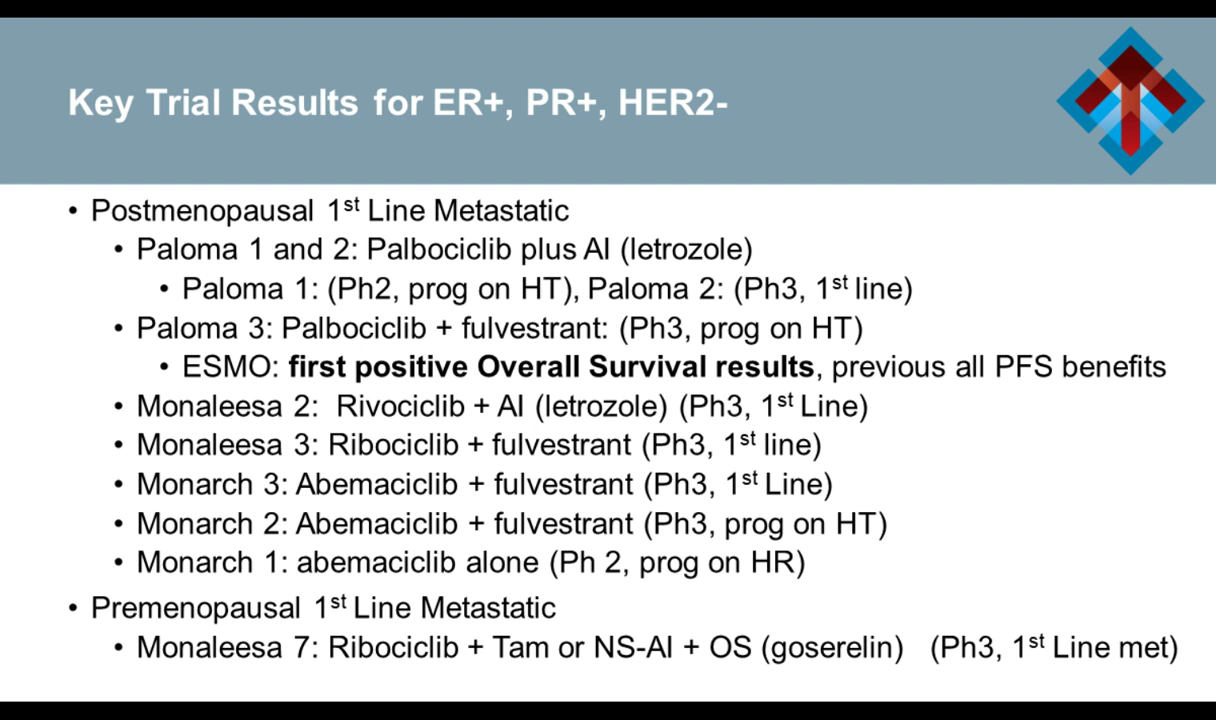 Key Trial Results for ER+, PR+, HER2-
• Postmenopausal 1st Line Metastatic
• Paloma 1 and 2: Palbociclib plus AI (letrozole)
• Paloma 1: (Ph2, prog on HT), Paloma 2: (Ph3, 1st line)
• Paloma 3: Palbociclib + fulvestrant: (Ph3, prog on HT)
• ESMO: first positive Overall Survival results, previous all PFS benefits
• Monaleesa 2: Rivociclib + AI (letrozole) (Ph3, 1st Line)
• Monaleesa 3: Ribociclib + fulvestrant (Ph3, 1st line)
• Monarch 3: Abemaciclib + fulvestrant (Ph3, 1st Line)
• Monarch 2: Abemaciclib + fulvestrant (Ph3, prog on HT)
• Monarch 1: abemaciclib alone (Ph 2, prog on HR)
• Premenopausal 1st Line Metastatic
• Monaleesa 7: Ribociclib + Tam or NS-AI + OS (goserelin) (Ph3, 1st Line met)